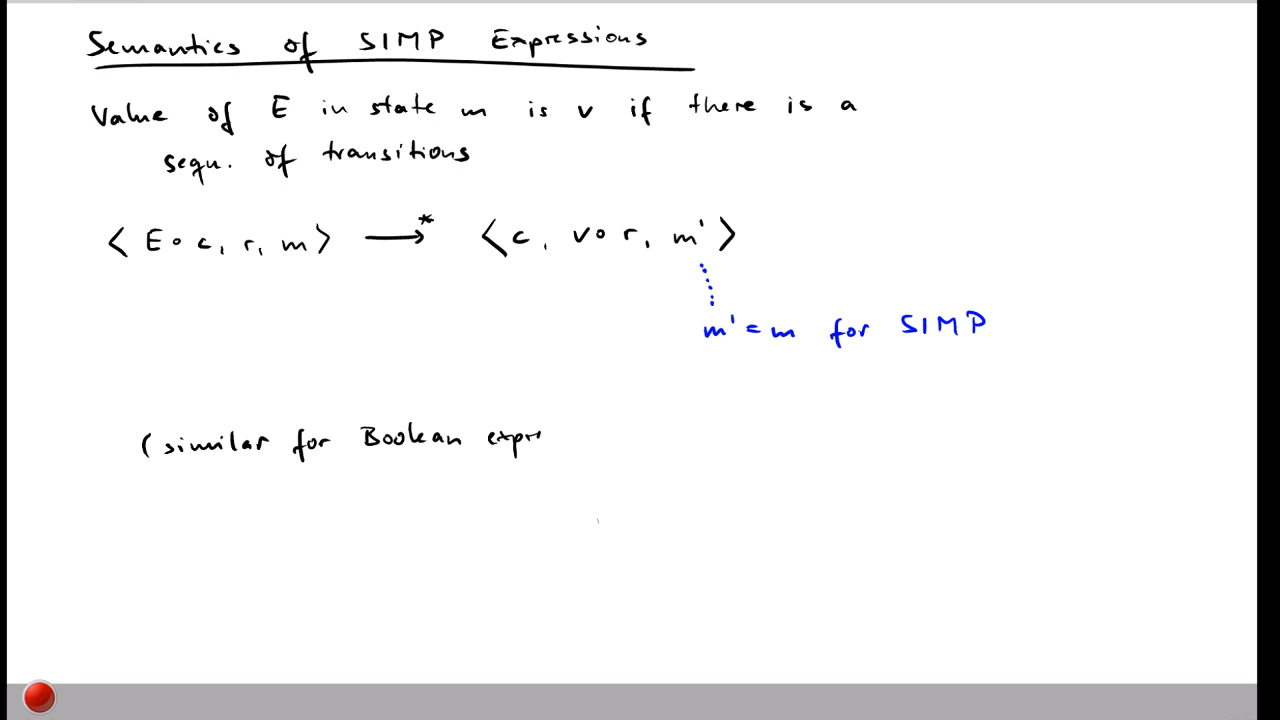 Semantics of SIMP Expressions
Value of E in state m is v if there is a
sequ. of transitions
⟨ E∘c, r, m⟩ ⟶* ⟨c, v∘r, m'⟩
m' = m for SIMP
(similar for Boolean expr